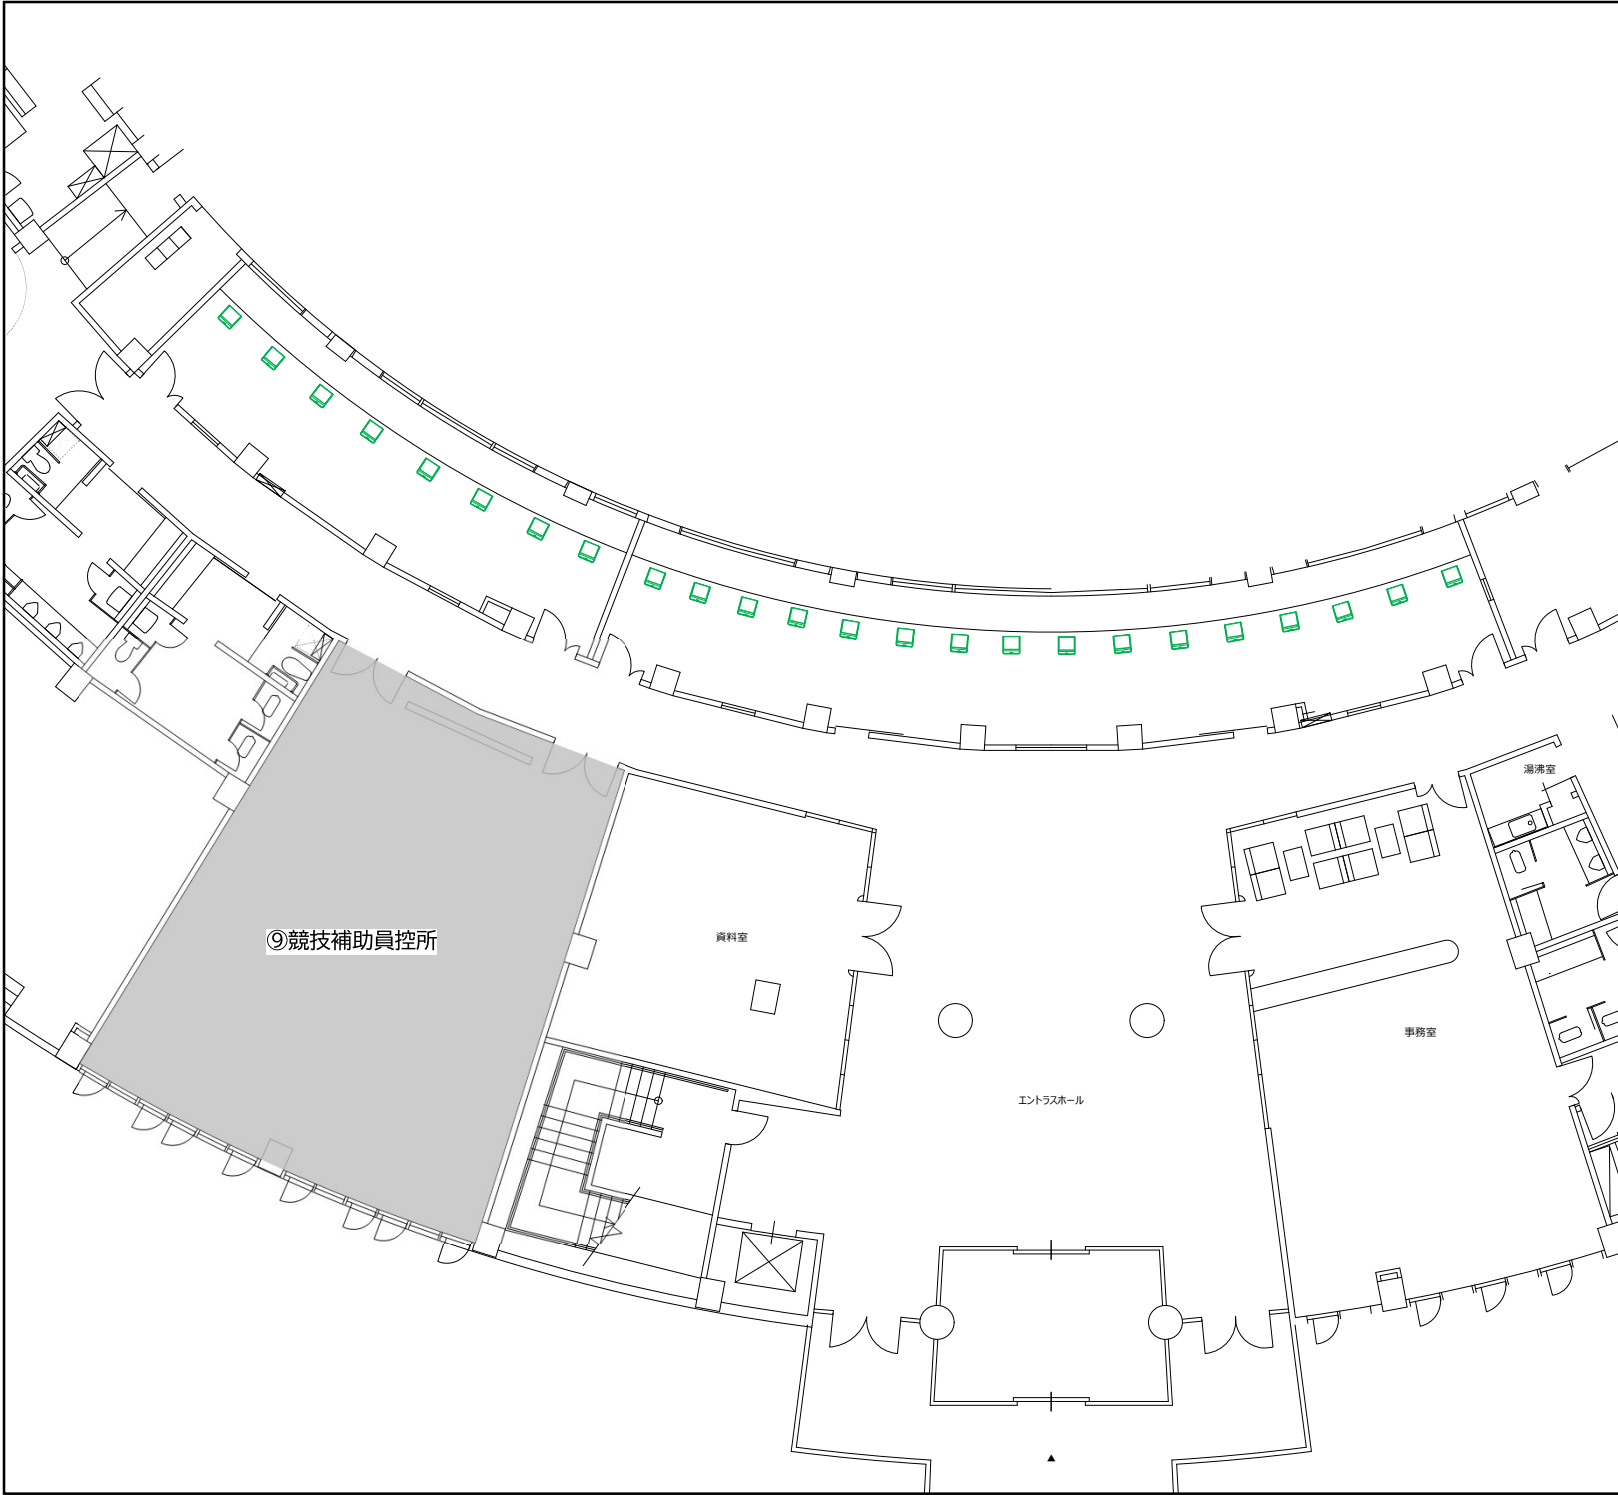 湯沸室
⑨競技補助員控所
資料室
事務室
エントラスホール